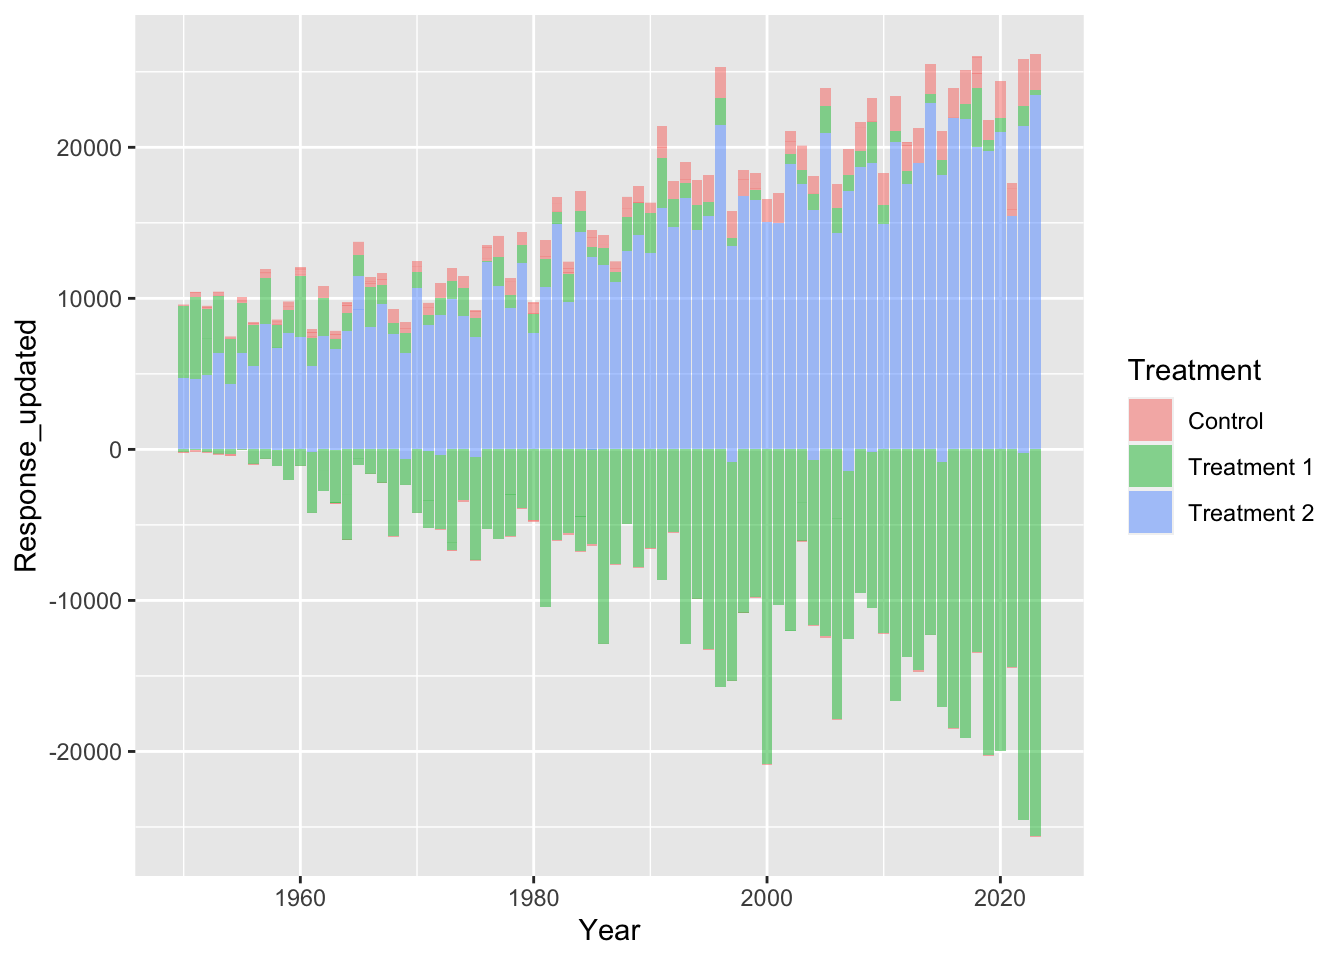 20000
10000
0
-10000
-20000
Response_updated
1960
1980
2000
2020
Year
Treatment
Control
Treatment 1
Treatment 2